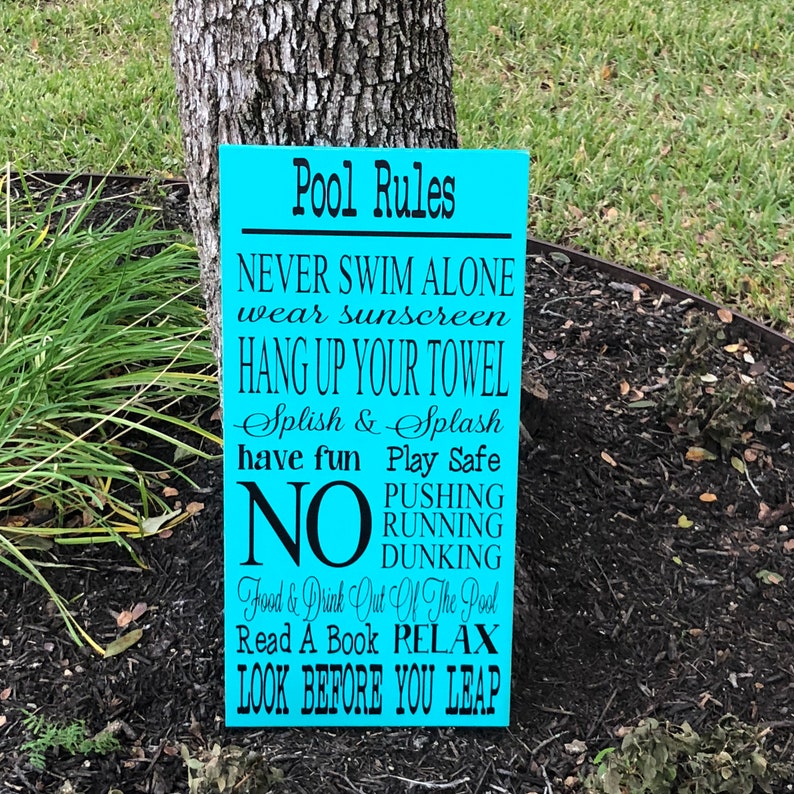 Pool Rules
NEVER SWIM ALONE
wear sunscreen
HANG UP YOUR TOWEL
Splish & Splash
have fun Play Safe
NO PUSHING
RUNNING
DUNKING
Food & Drink Out Of The Pool
Read A Book RELAX
LOOK BEFORE YOU LEAP